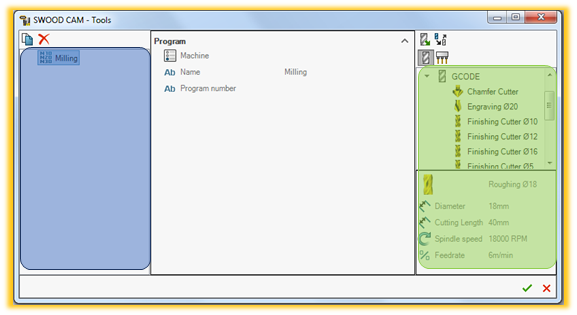 SWOOD CAM - Tools
Milling
Program
Machine
Ab Name Milling
Ab Program number
GCODE
Chamfer Cutter
Engraving Ø20
Finishing Cutter Ø10
Finishing Cutter Ø12
Finishing Cutter Ø16
Finishing Cutter Ø5
Roughing Ø18
Diameter 18mm
Cutting Length 40mm
Spindle speed 18000 RPM
Feedrate 6m/min